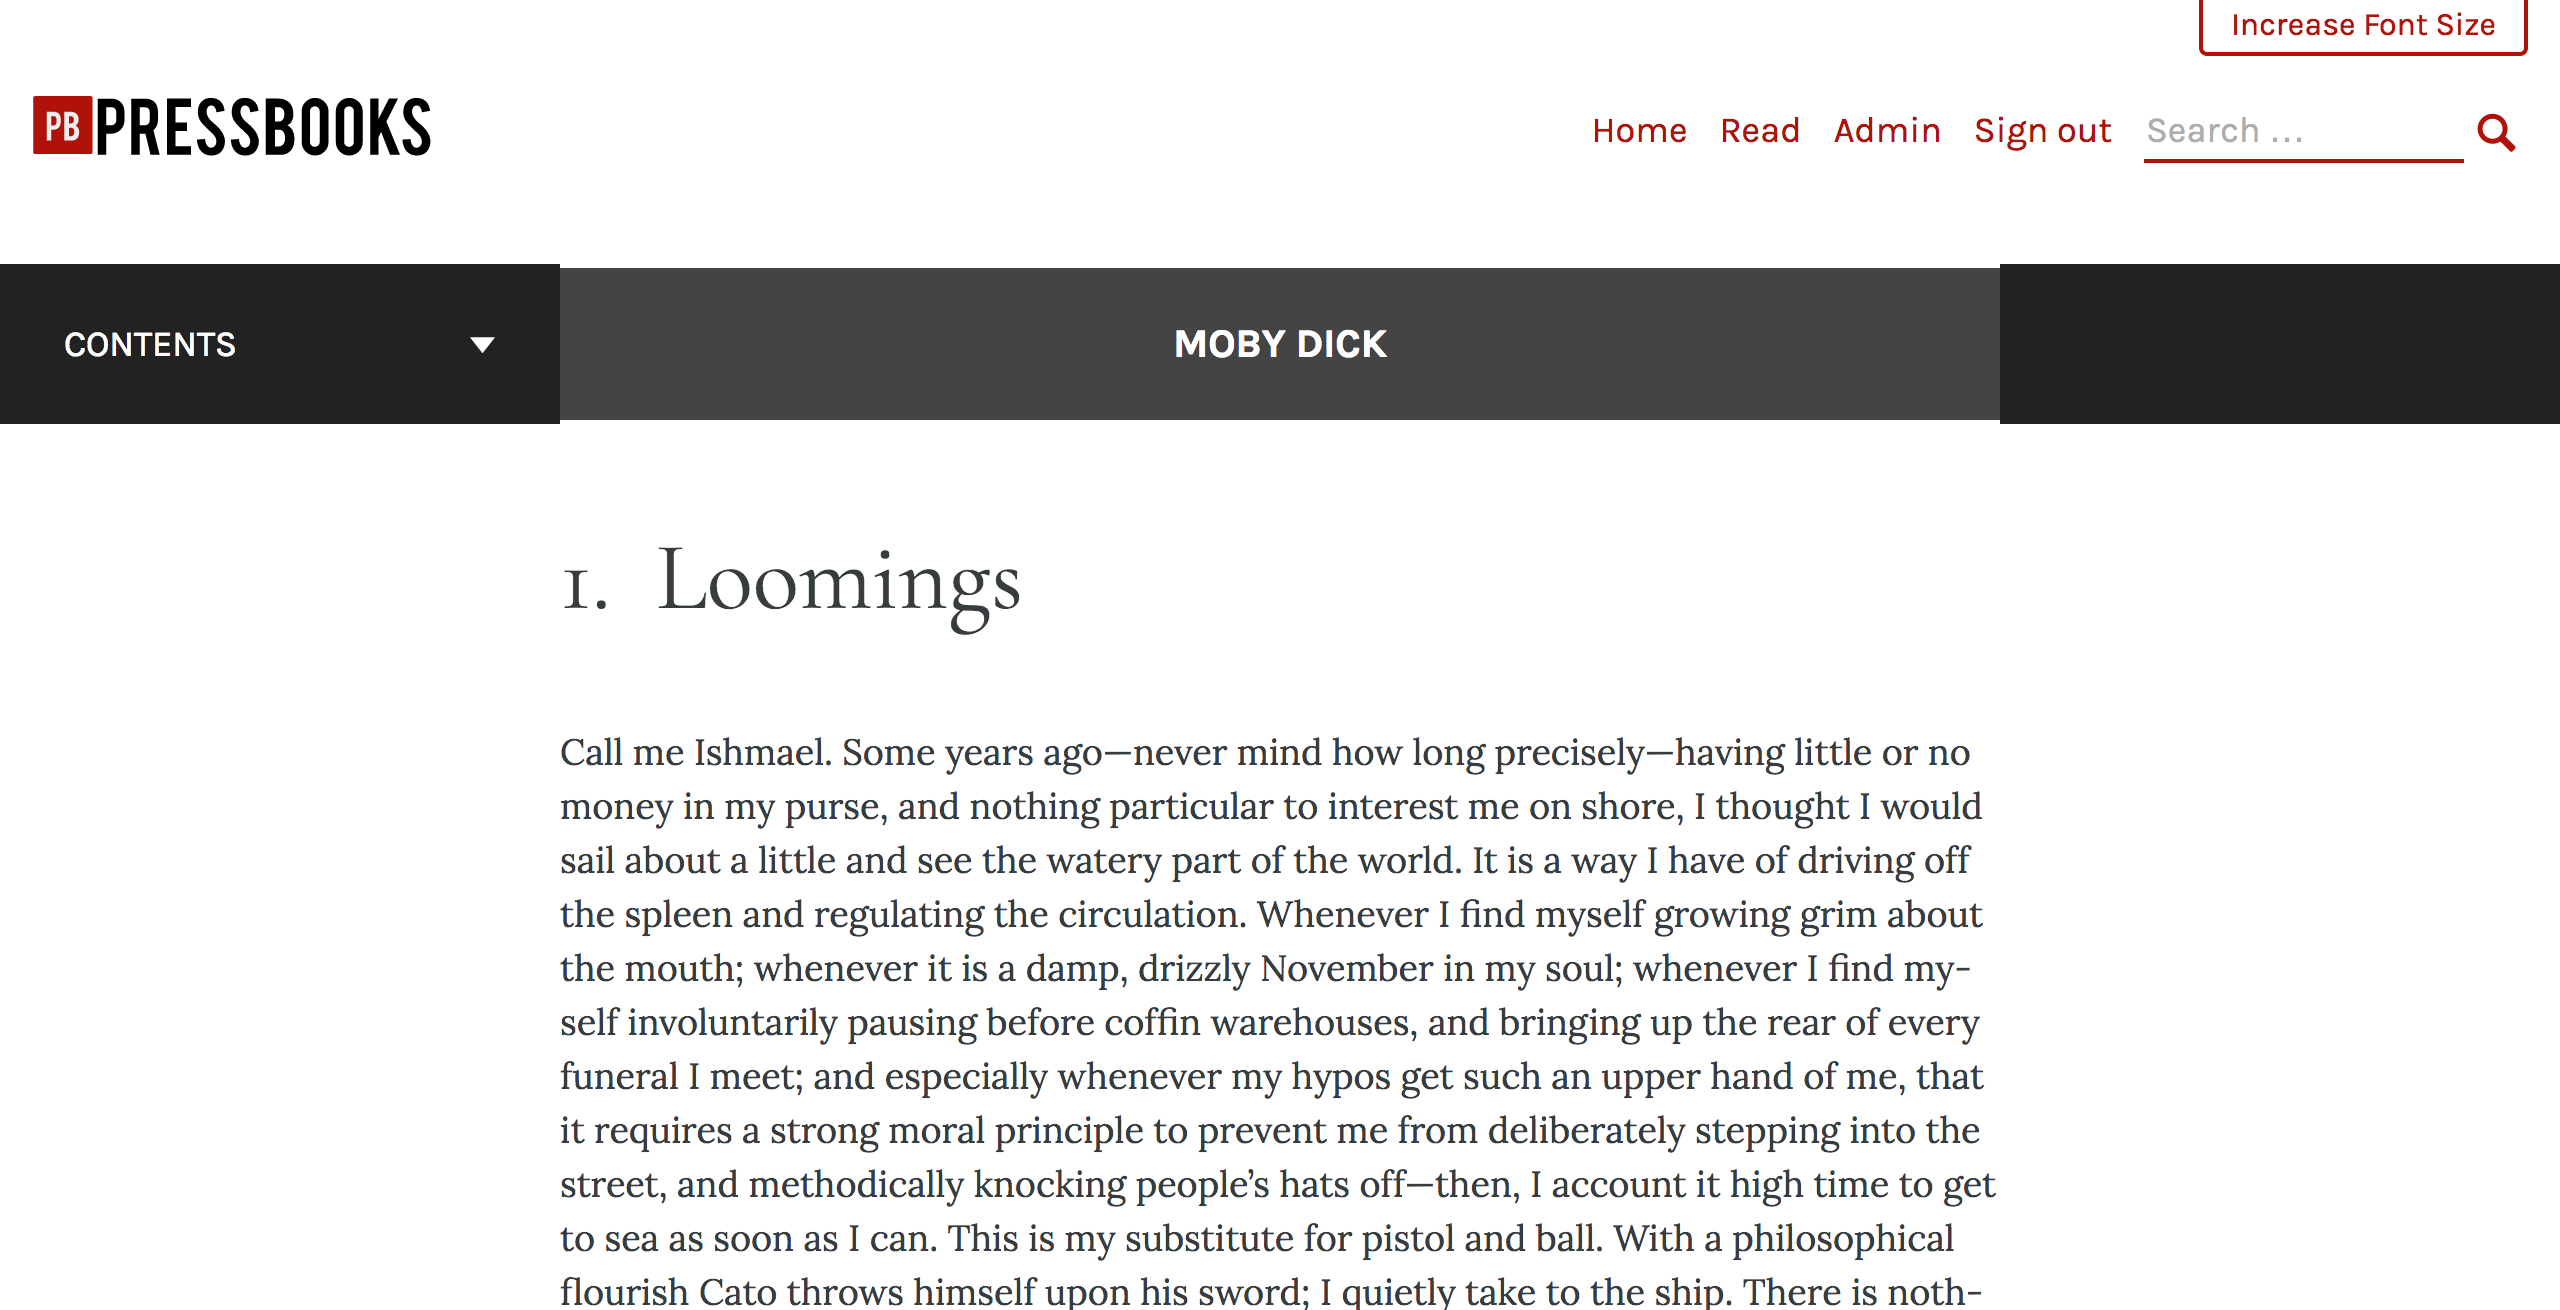 Increase Font Size
PB PRESSBOOKS
Home Read Admin Sign out Search ...
CONTENTS
MOBY DICK
1. Loomings
Call me Ishmael. Some years ago—never mind how long precisely—having little or no
money in my purse, and nothing particular to interest me on shore, I thought I would
sail about a little and see the watery part of the world. It is a way I have of driving off
the spleen and regulating the circulation. Whenever I find myself growing grim about
the mouth; whenever it is a damp, drizzly November in my soul; whenever I find my-
self involuntarily pausing before coffin warehouses, and bringing up the rear of every
funeral I meet; and especially whenever my hypos get such an upper hand of me, that
it requires a strong moral principle to prevent me from deliberately stepping into the
street, and methodically knocking people’s hats off—then, I account it high time to get
to sea as soon as I can. This is my substitute for pistol and ball. With a philosophical
flourish Cato throws himself upon his sword; I quietly take to the ship. There is noth-